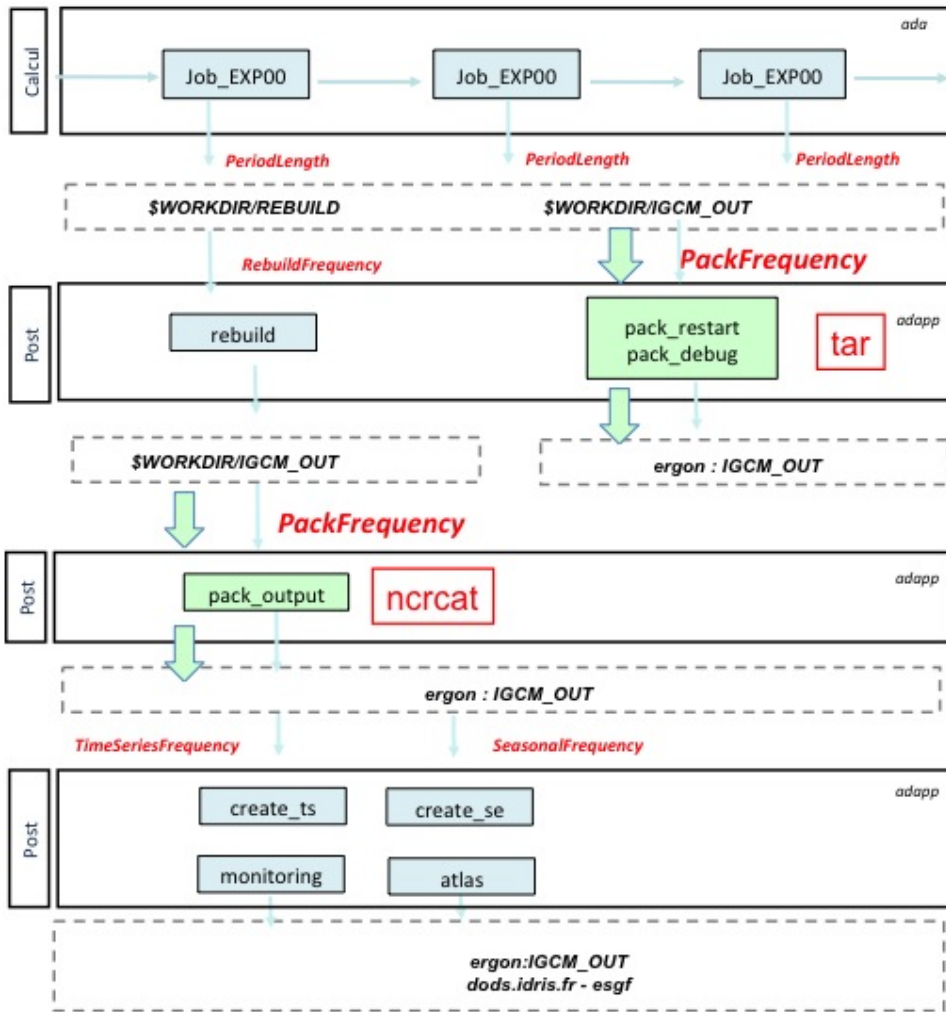 ada
Calcul
Job_EXP00
Job_EXP00
Job_EXP00
PeriodLength
PeriodLength
PeriodLength
$WORKDIR/REBUILD
$WORKDIR/IGCM_OUT
RebuildFrequency
PackFrequency
Post
adapp
rebuild
pack_restart
pack_debug
tar
$WORKDIR/IGCM_OUT
ergon : IGCM_OUT
PackFrequency
Post
adapp
pack_output
ncrcat
ergon : IGCM_OUT
TimeSeriesFrequency
SeasonalFrequency
Post
adapp
create_ts
create_se
monitoring
atlas
ergon:IGCM_OUT
dods.idris.fr - esgf